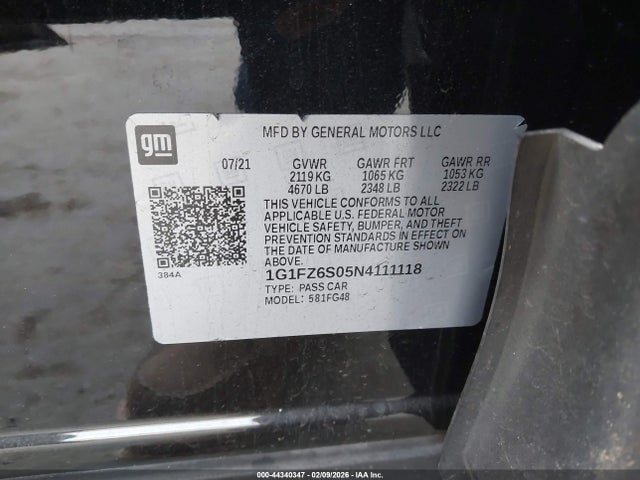 gm
MFD BY GENERAL MOTORS LLC
07/21 GVWR GAWR FRT GAWR RR
2119 KG 1065 KG 1053 KG
4670 LB 2348 LB 2322 LB
THIS VEHICLE CONFORMS TO ALL
APPLICABLE U.S. FEDERAL MOTOR
VEHICLE SAFETY, BUMPER, AND THEFT
PREVENTION STANDARDS IN EFFECT ON
THE DATE OF MANUFACTURE SHOWN
ABOVE.
384A
1G1FZ6S05N4111118
TYPE: PASS CAR
MODEL: 581FG48
000-44340347 - 02/09/2026 - IAAI.COM